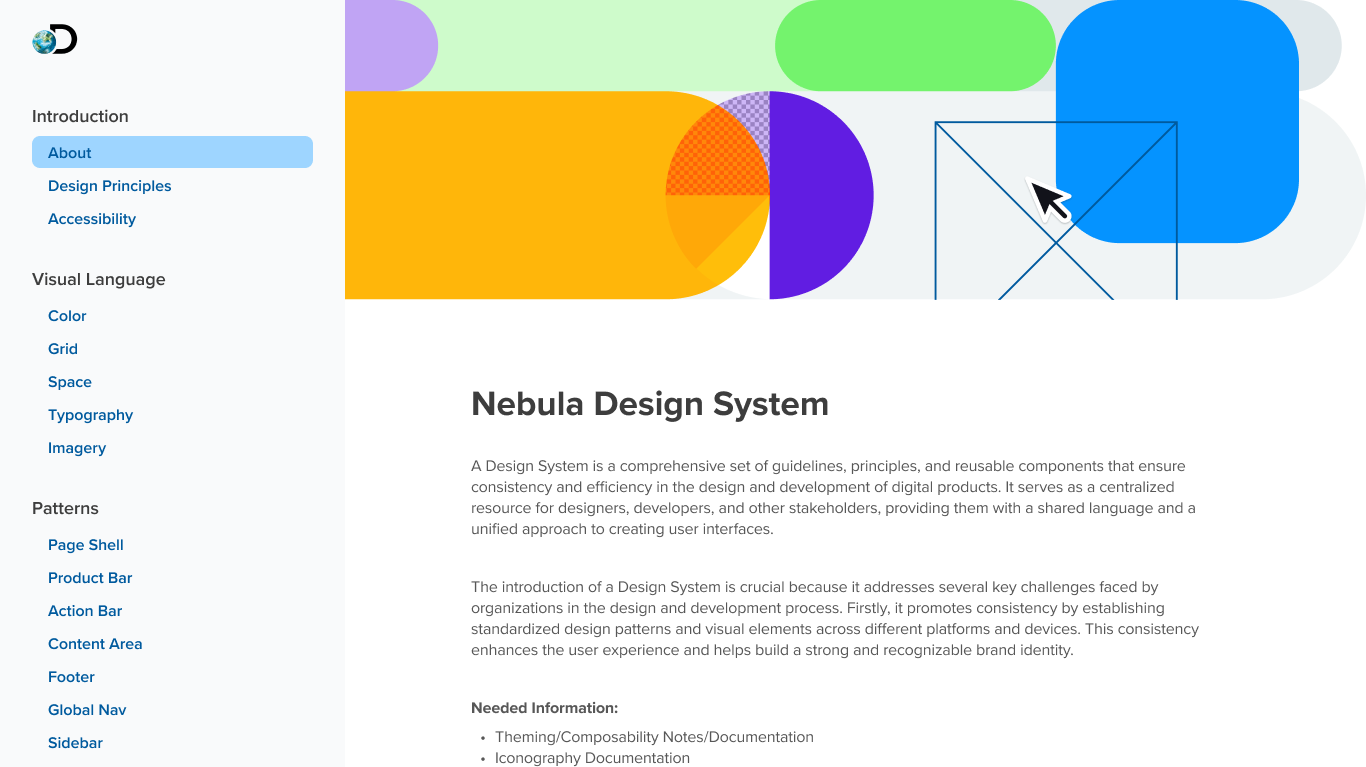 D
Introduction
About
Design Principles
Accessibility
Visual Language
Color
Grid
Space
Typography
Imagery
Patterns
Page Shell
Product Bar
Action Bar
Content Area
Footer
Global Nav
Sidebar
Nebula Design System
A Design System is a comprehensive set of guidelines, principles, and reusable components that ensure
consistency and efficiency in the design and development of digital products. It serves as a centralized
resource for designers, developers, and other stakeholders, providing them with a shared language and a
unified approach to creating user interfaces.
The introduction of a Design System is crucial because it addresses several key challenges faced by
organizations in the design and development process. Firstly, it promotes consistency by establishing
standardized design patterns and visual elements across different platforms and devices. This consistency
enhances the user experience and helps build a strong and recognizable brand identity.
Needed Information:
• Theming/Composability Notes/Documentation
• Iconography Documentation